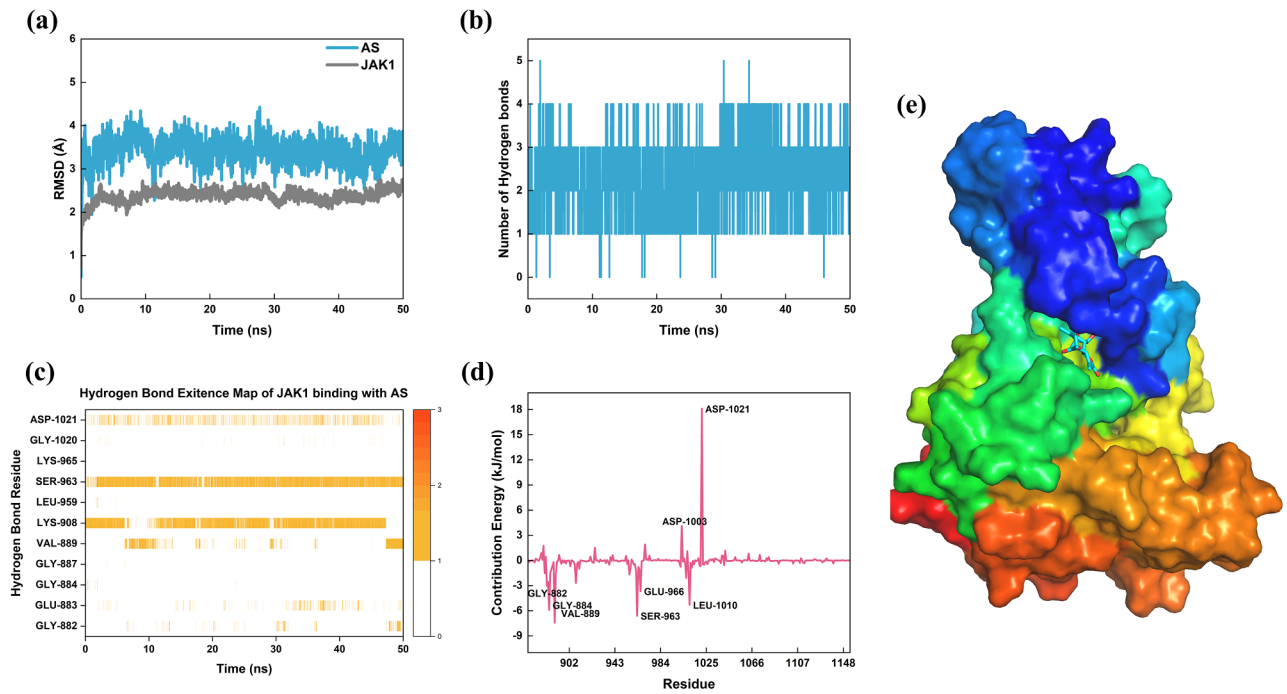 (a)
6
5
4
3
2
1
0
RMSD (Å)
AS
JAK1
0 10 20 30 40 50
Time (ns)
(b)
5
4
3
2
1
0
Number of Hydrogen bonds
0 10 20 30 40 50
Time (ns)
(c)
Hydrogen Bond Exitence Map of JAK1 binding with AS
Hydrogen Bond Residue
ASP-1021
GLY-1020
LYS-965
SER-963
LEU-959
LYS-908
VAL-889
GLY-887
GLY-884
GLU-883
GLY-882
0 10 20 30 40 50
Time (ns)
3
2
1
0
(d)
18
15
12
9
6
3
0
-3
-6
-9
Contribution Energy (kJ/mol)
ASP-1021
ASP-1003
GLY-882
GLY-884
VAL-889
GLU-966
SER-963
LEU-1010
902 943 984 1025 1066 1107 1148
Residue
(e)